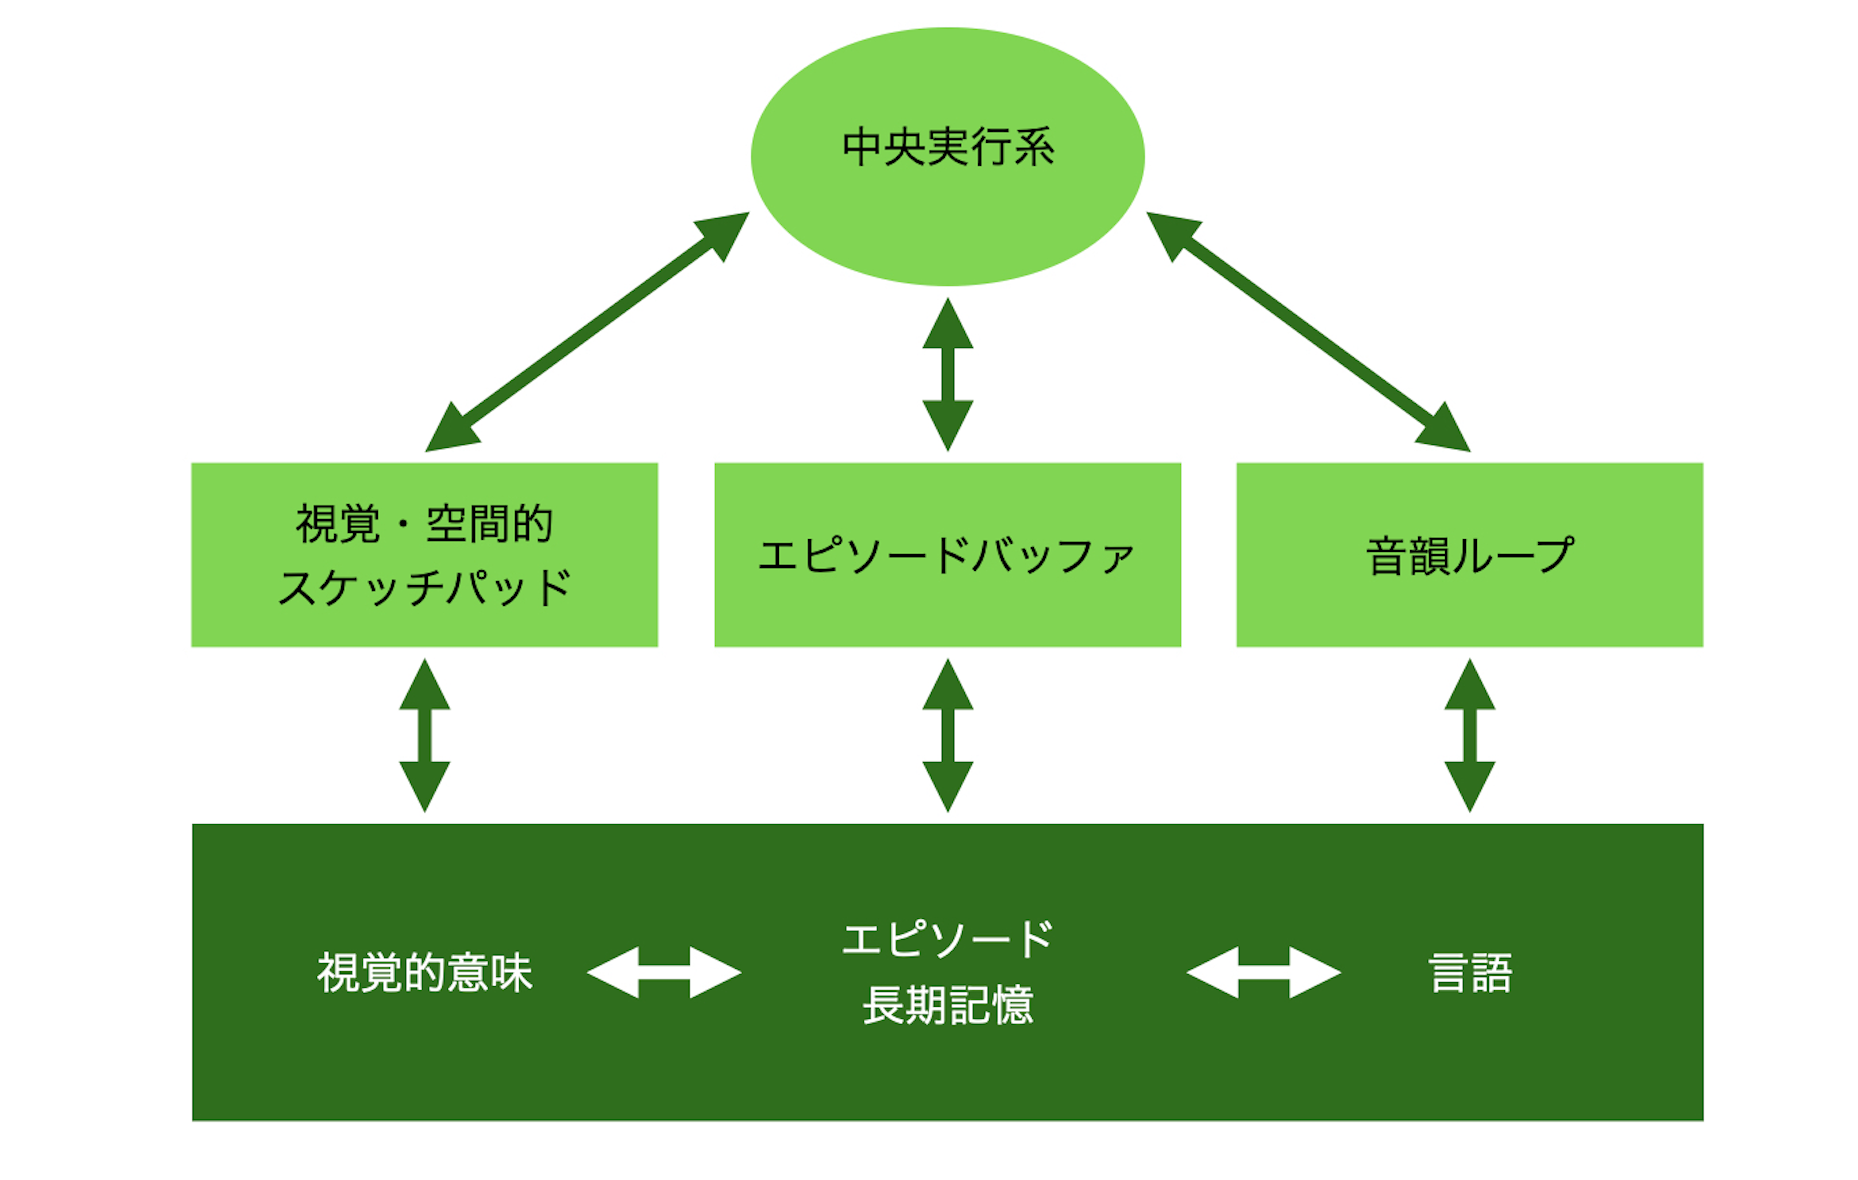 中央実行系
視覚・空間的
スケッチパッド
エピソードバッファ
音韻ループ
視覚的意味
エピソード
長期記憶
言語